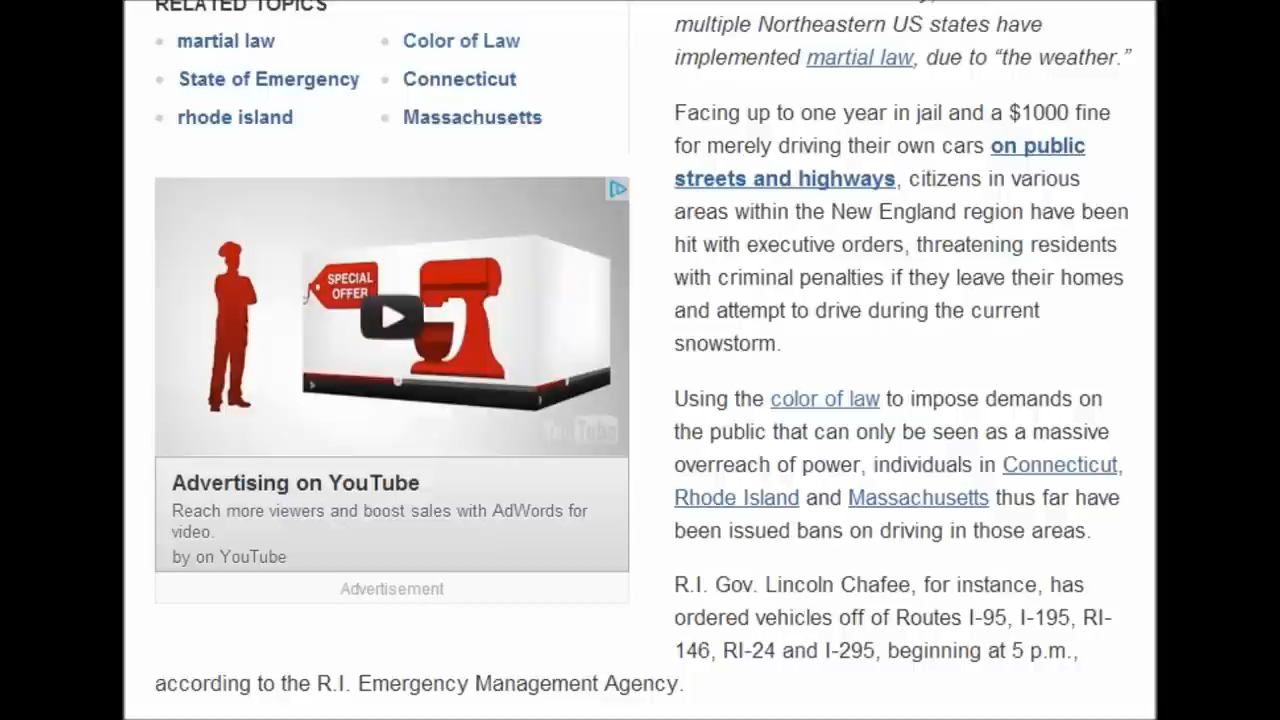 RELATED TOPICS
martial law
Color of Law
State of Emergency
Connecticut
rhode island
Massachusetts
SPECIAL
OFFER
YouTube
Advertising on YouTube
Reach more viewers and boost sales with AdWords for
video.
by on YouTube
Advertisement
multiple Northeastern US states have
implemented martial law, due to “the weather.”
Facing up to one year in jail and a $1000 fine
for merely driving their own cars on public
streets and highways, citizens in various
areas within the New England region have been
hit with executive orders, threatening residents
with criminal penalties if they leave their homes
and attempt to drive during the current
snowstorm.
Using the color of law to impose demands on
the public that can only be seen as a massive
overreach of power, individuals in Connecticut,
Rhode Island and Massachusetts thus far have
been issued bans on driving in those areas.
R.I. Gov. Lincoln Chafee, for instance, has
ordered vehicles off of Routes I-95, I-195, RI-
146, RI-24 and I-295, beginning at 5 p.m.,
according to the R.I. Emergency Management Agency.